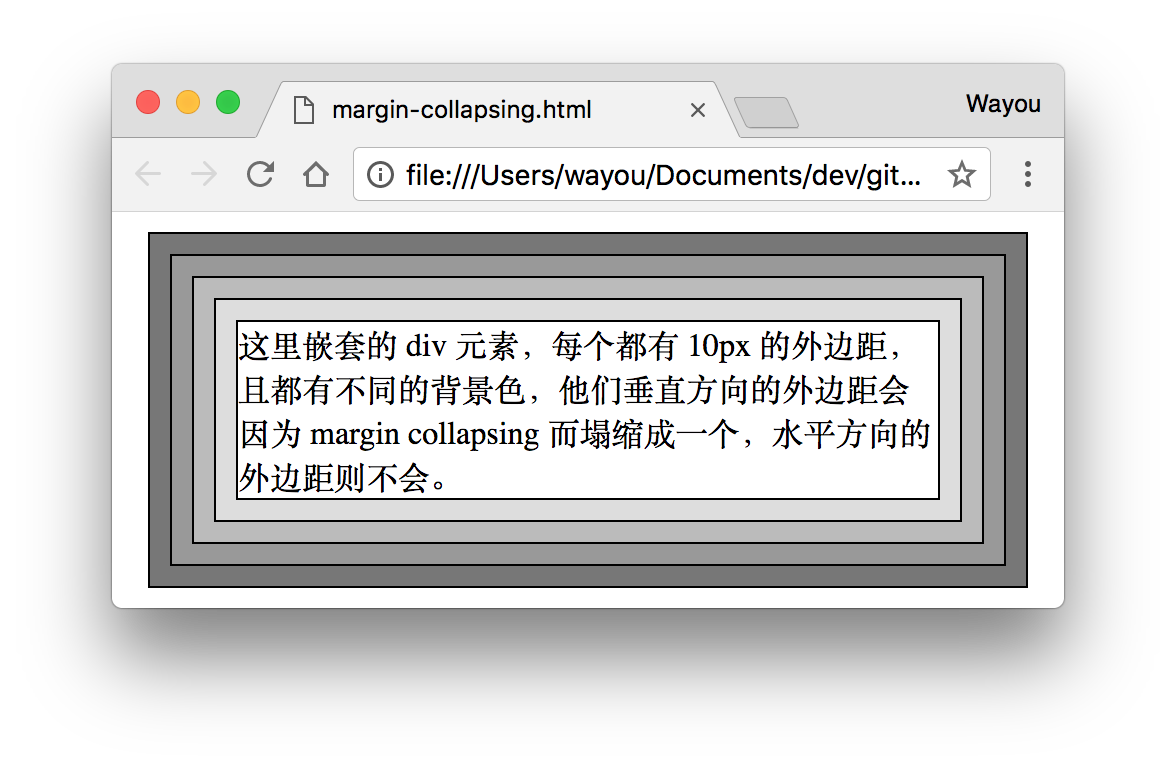 margin-collapsing.html
Wayou
file:///Users/wayou/Documents/dev/git...
这里嵌套的 div 元素，每个都有 10px 的外边距，
且都有不同的背景色，他们垂直方向的外边距会
因为 margin collapsing 而塌缩成一个，水平方向的
外边距则不会。